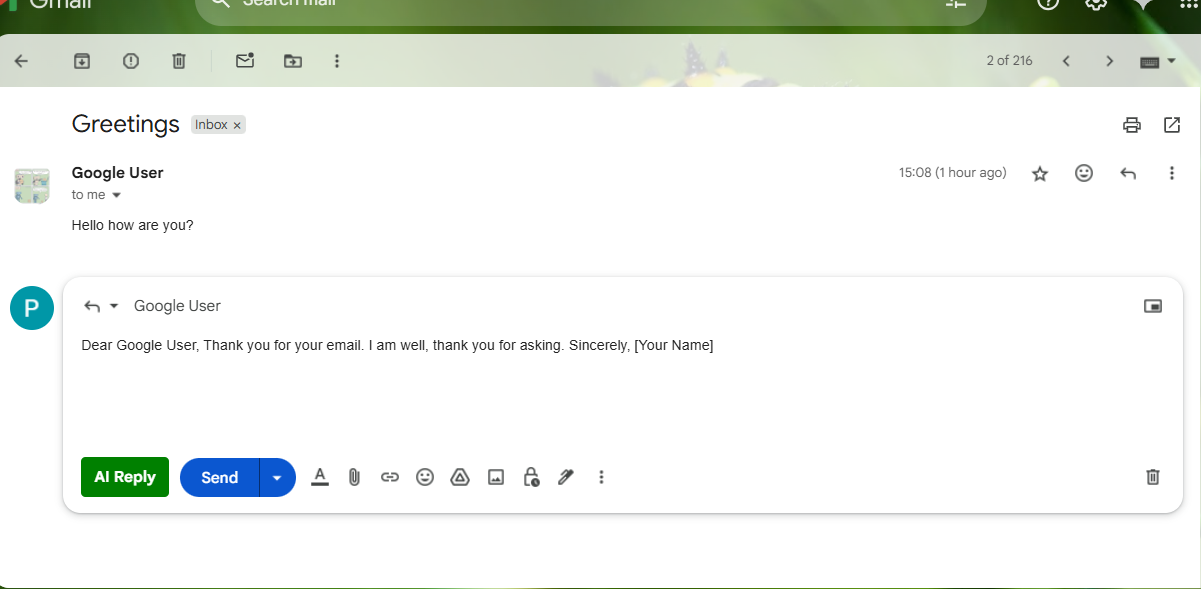 Gmail
Search mail
2 of 216
Greetings
Inbox ×
Google User
15:08 (1 hour ago)
to me
Hello how are you?
P
Google User
Dear Google User, Thank you for your email. I am well, thank you for asking. Sincerely, [Your Name]
AI Reply
Send